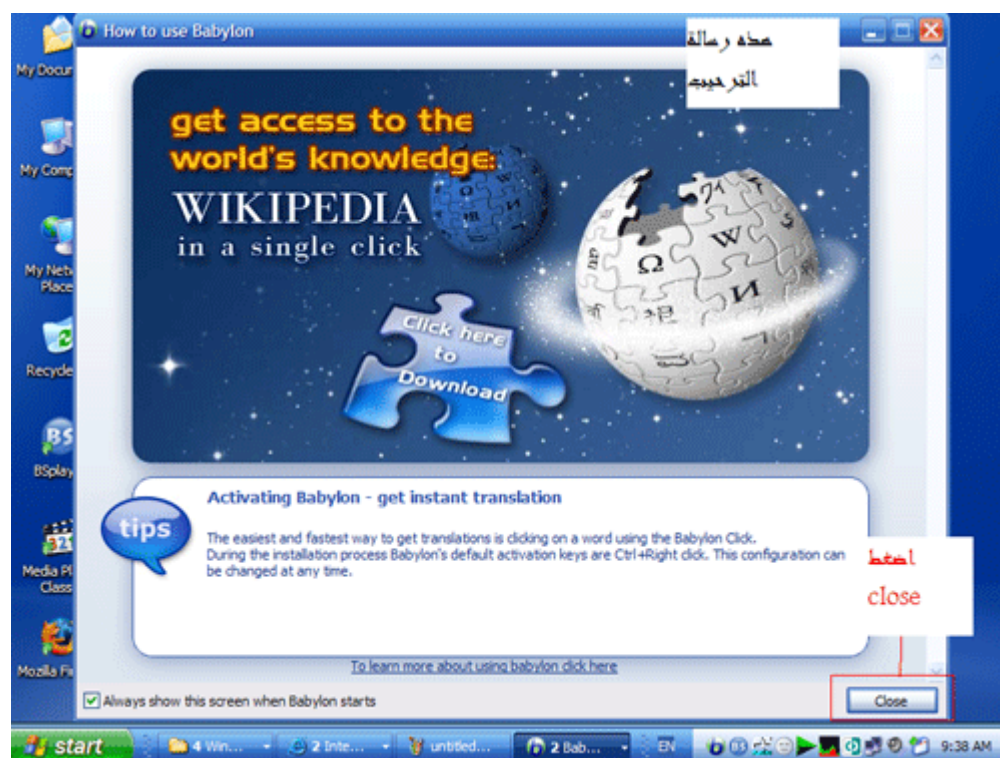 How to use Babylon
هذه رسالة
الترحيب
My Docur
My Comp
My Netw
Place
Recycle
BSplay
Media Pl
Class
Mozilla Fi
get access to the
world's knowledge:
WIKIPEDIA
in a single click
Click here
to
Download
tips
Activating Babylon - get instant translation
The easiest and fastest way to get translations is clicking on a word using the Babylon Click.
During the installation process Babylon's default activation keys are Ctrl+Right click. This configuration can
be changed at any time.
اضغط
close
To learn more about using babylon click here
Always show this screen when Babylon starts
Close
start
4 Win...
2 Inte...
untitled...
2 Bab...
EN
9:38 AM